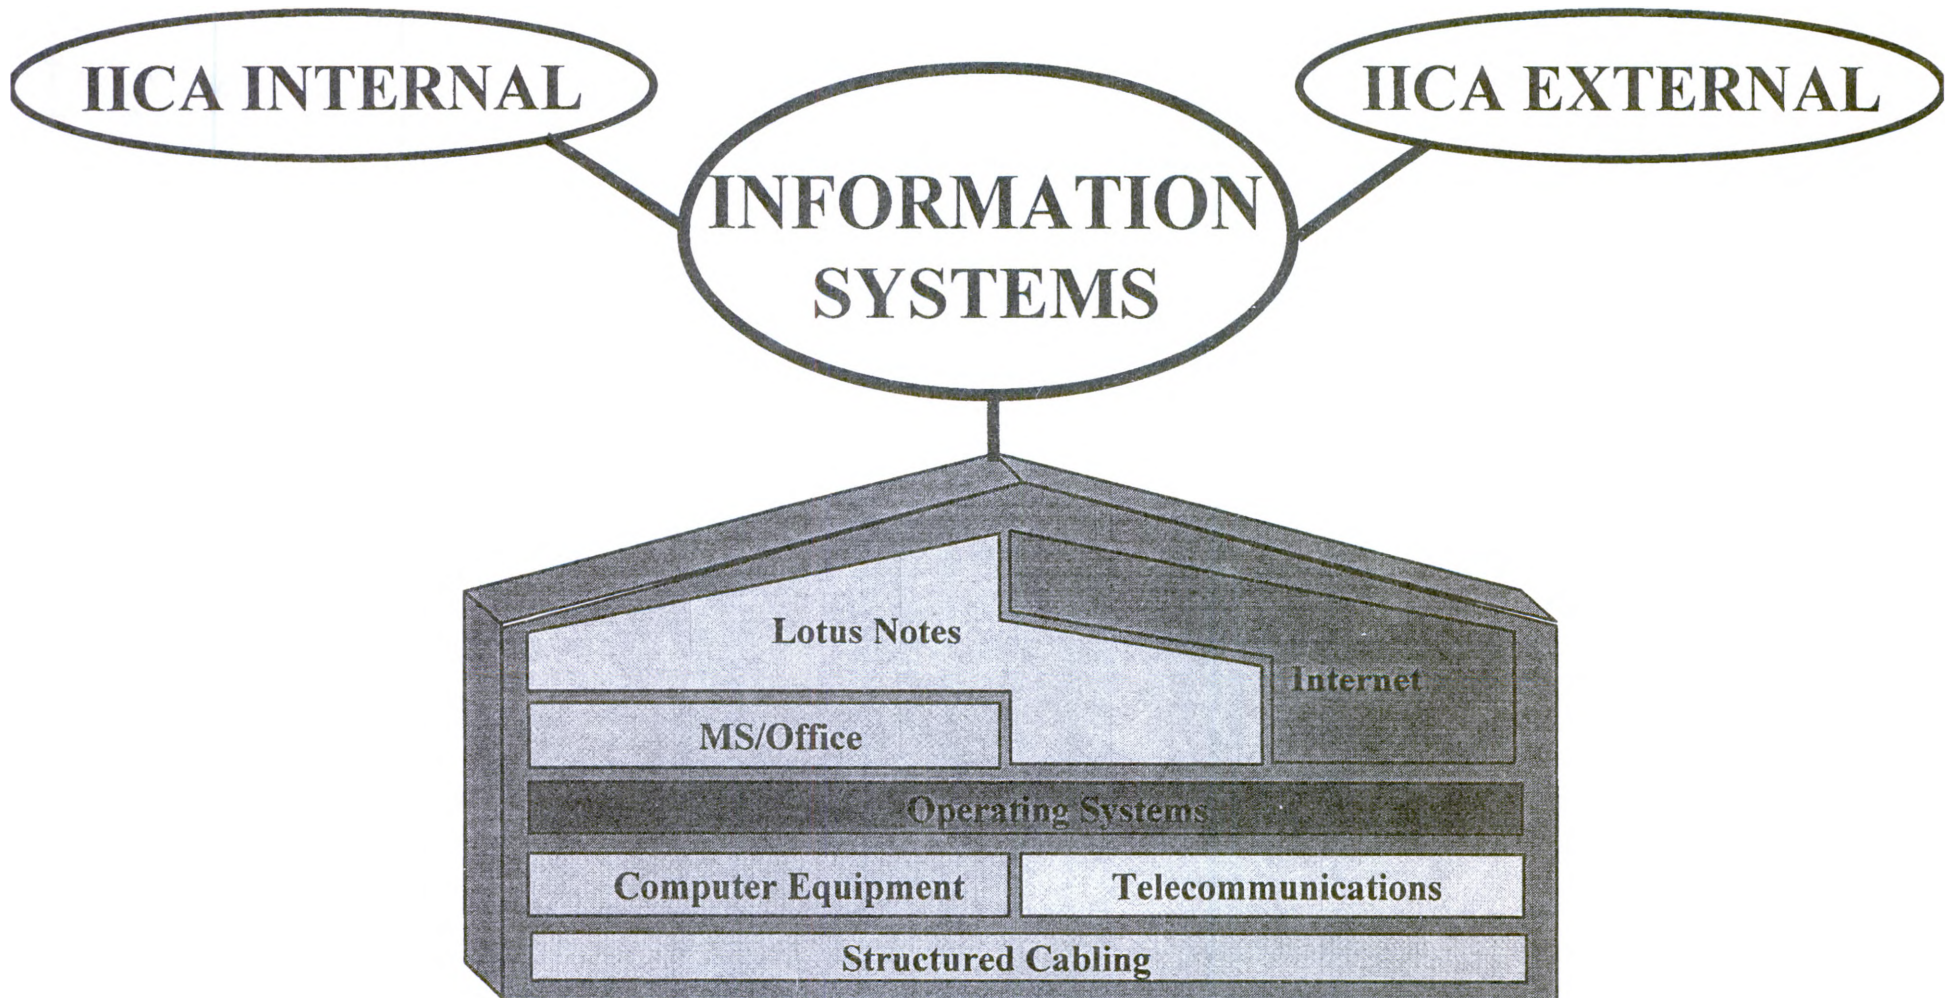 IICA INTERNAL
IICA EXTERNAL
INFORMATION
SYSTEMS
Lotus Notes
Internet
MS/Office
Operating Systems
Computer Equipment
Telecommunications
Structured Cabling